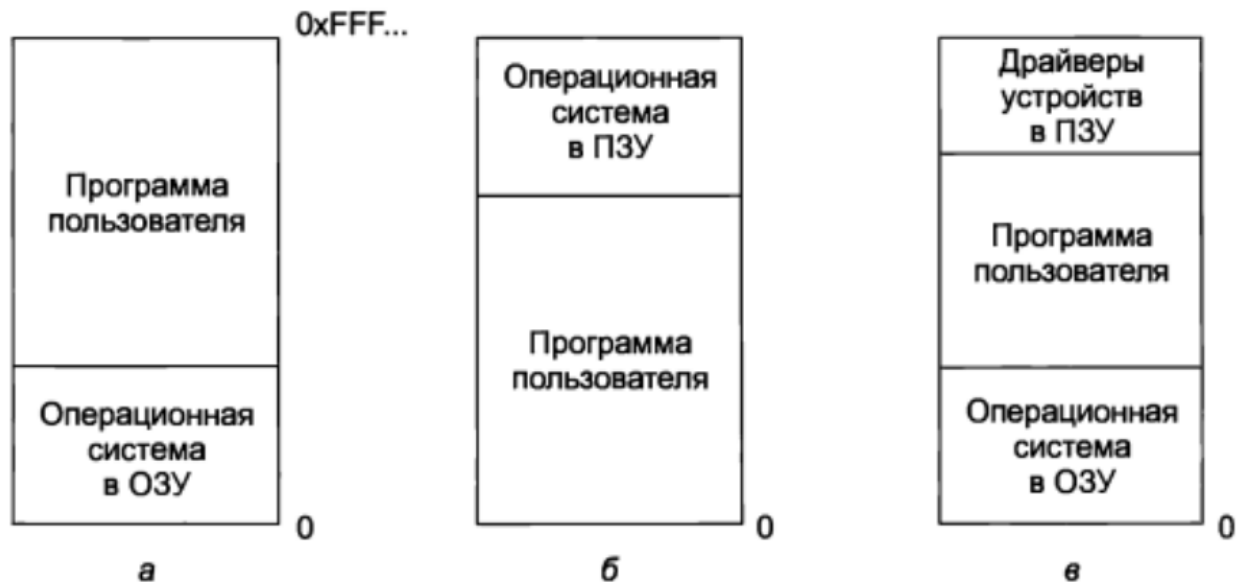 0xFFF...
Программа
пользователя
Операционная
система
в ОЗУ
0
а
Операционная
система
в ПЗУ
Программа
пользователя
0
б
Драйверы
устройств
в ПЗУ
Программа
пользователя
Операционная
система
в ОЗУ
0
в